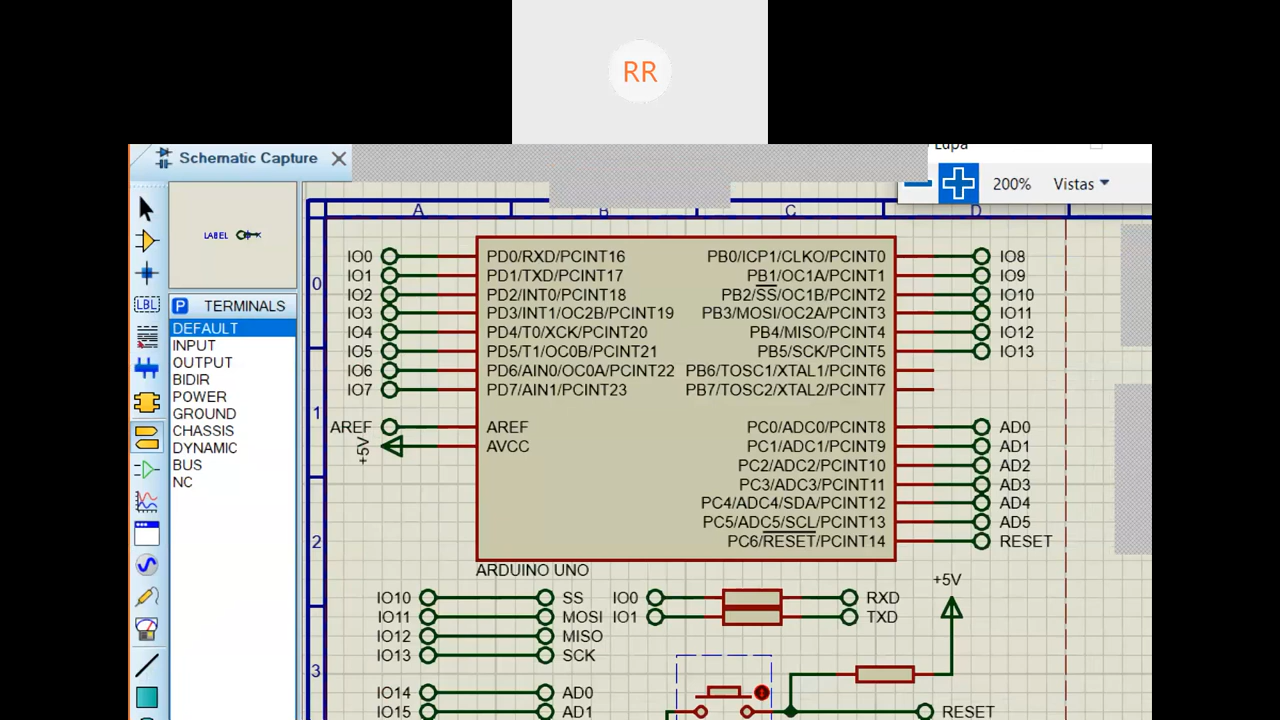 RR
Schematic Capture
Lupa
200% Vistas
A B C D
LABEL
LBL
P TERMINALS
DEFAULT
INPUT
OUTPUT
BIDIR
POWER
GROUND
CHASSIS
DYNAMIC
BUS
NC
0
1
2
3
IO0 PD0/RXD/PCINT16 PB0/ICP1/CLKO/PCINT0 IO8
IO1 PD1/TXD/PCINT17 PB1/OC1A/PCINT1 IO9
IO2 PD2/INT0/PCINT18 PB2/SS/OC1B/PCINT2 IO10
IO3 PD3/INT1/OC2B/PCINT19 PB3/MOSI/OC2A/PCINT3 IO11
IO4 PD4/T0/XCK/PCINT20 PB4/MISO/PCINT4 IO12
IO5 PD5/T1/OC0B/PCINT21 PB5/SCK/PCINT5 IO13
IO6 PD6/AIN0/OC0A/PCINT22 PB6/TOSC1/XTAL1/PCINT6
IO7 PD7/AIN1/PCINT23 PB7/TOSC2/XTAL2/PCINT7
AREF AREF PC0/ADC0/PCINT8 AD0
+5V AVCC PC1/ADC1/PCINT9 AD1
PC2/ADC2/PCINT10 AD2
PC3/ADC3/PCINT11 AD3
PC4/ADC4/SDA/PCINT12 AD4
PC5/ADC5/SCL/PCINT13 AD5
PC6/RESET/PCINT14 RESET
ARDUINO UNO
+5V
IO10 SS IO0 RXD
IO11 MOSI IO1 TXD
IO12 MISO
IO13 SCK
IO14 AD0
IO15 AD1 RESET